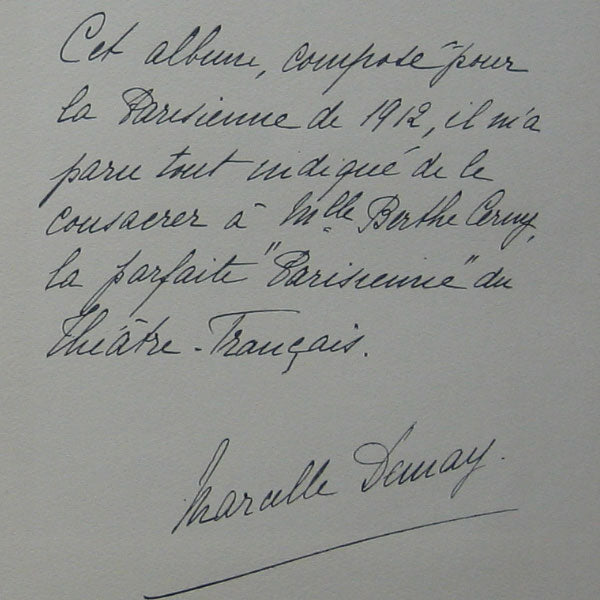 Cet album, composé pour
la Parisienne de 1912, il m'a
paru tout indiqué de le
consacrer à Mlle Berthe Cerny,
la parfaite "Parisienne" du
Théâtre-Français.
Marcelle Demay.